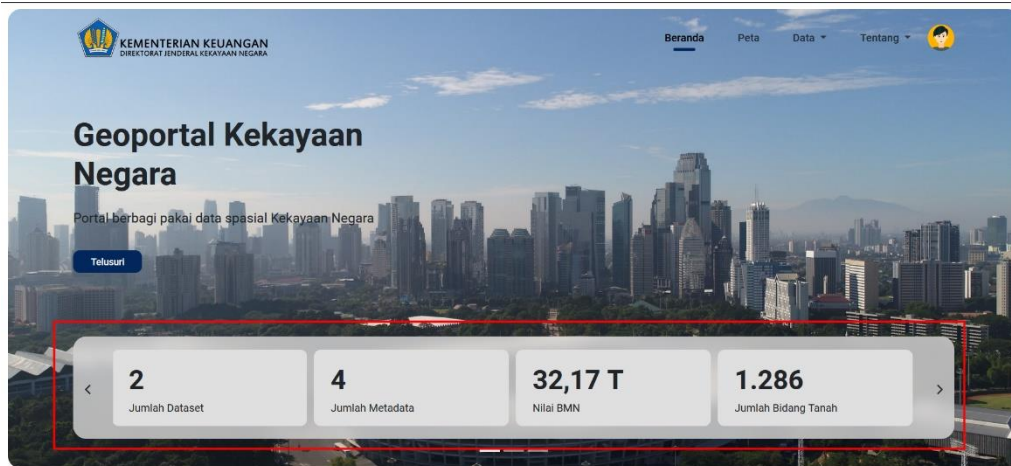 KEMENTERIAN KEUANGAN
DIREKTORAT JENDERAL KEKAYAAN NEGARA
Beranda Peta Data Tentang
Geoportal Kekayaan
Negara
Portal berbagi pakai data spasial Kekayaan Negara
Telusuri
2 4 32,17 T 1.286
Jumlah Dataset Jumlah Metadata Nilai BMN Jumlah Bidang Tanah